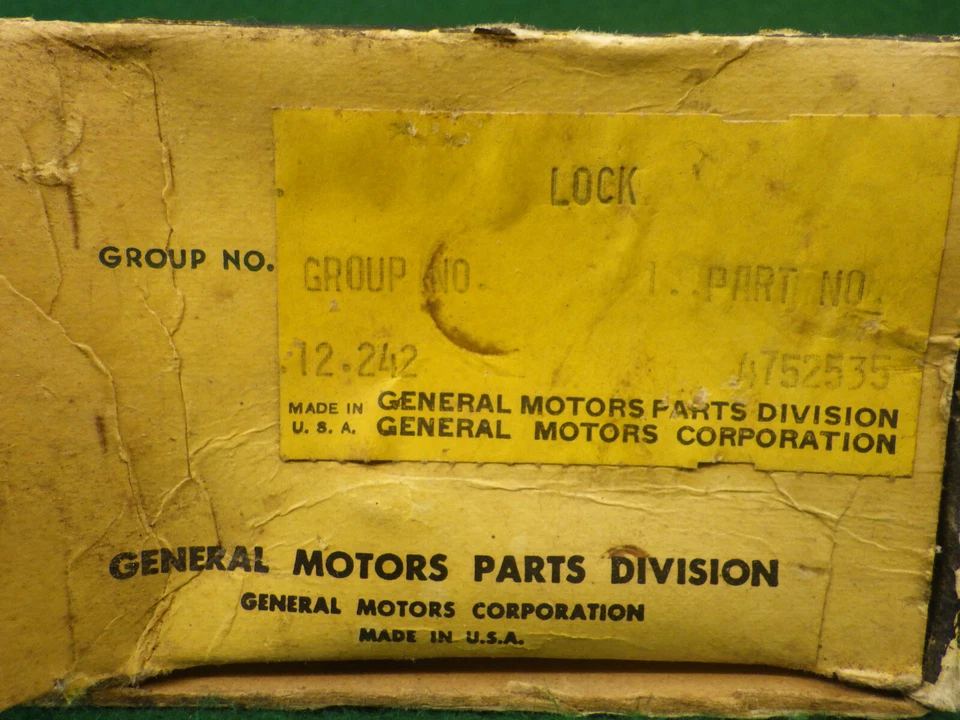 LOCK
GROUP NO.
GROUP NO. 1..PART NO.
12.242 4752535
MADE IN GENERAL MOTORS PARTS DIVISION
U. S. A. GENERAL MOTORS CORPORATION
GENERAL MOTORS PARTS DIVISION
GENERAL MOTORS CORPORATION
MADE IN U.S.A.